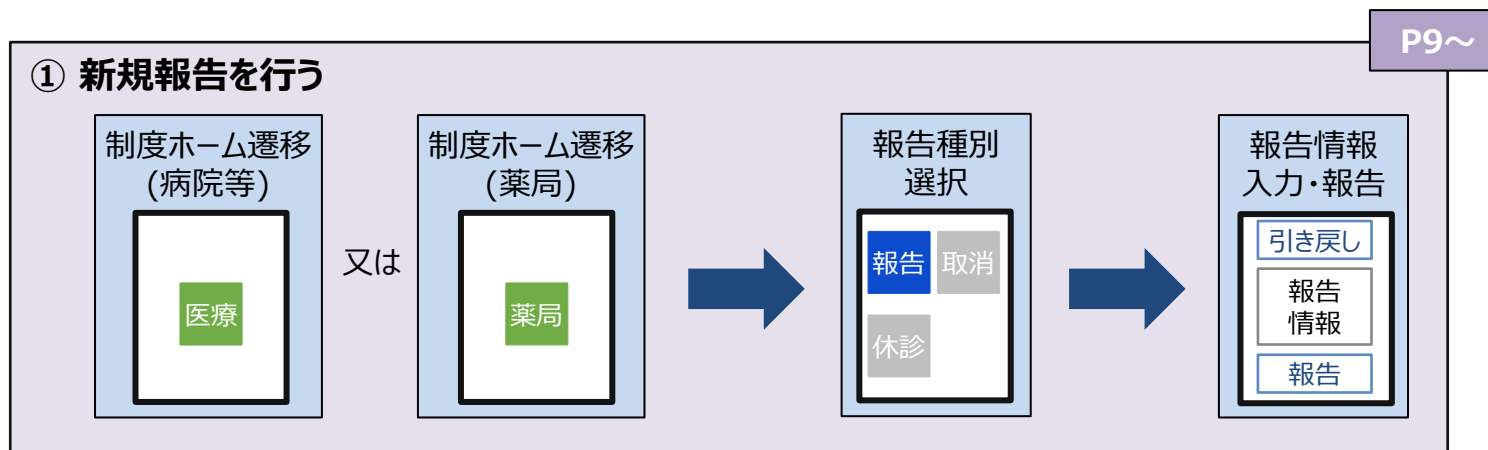 P9～
① 新規報告を行う
制度ホーム遷移
(病院等)
医療
又は
制度ホーム遷移
(薬局)
薬局
報告種別
選択
報告 取消
休診
報告情報
入力・報告
引き戻し
報告
情報
報告